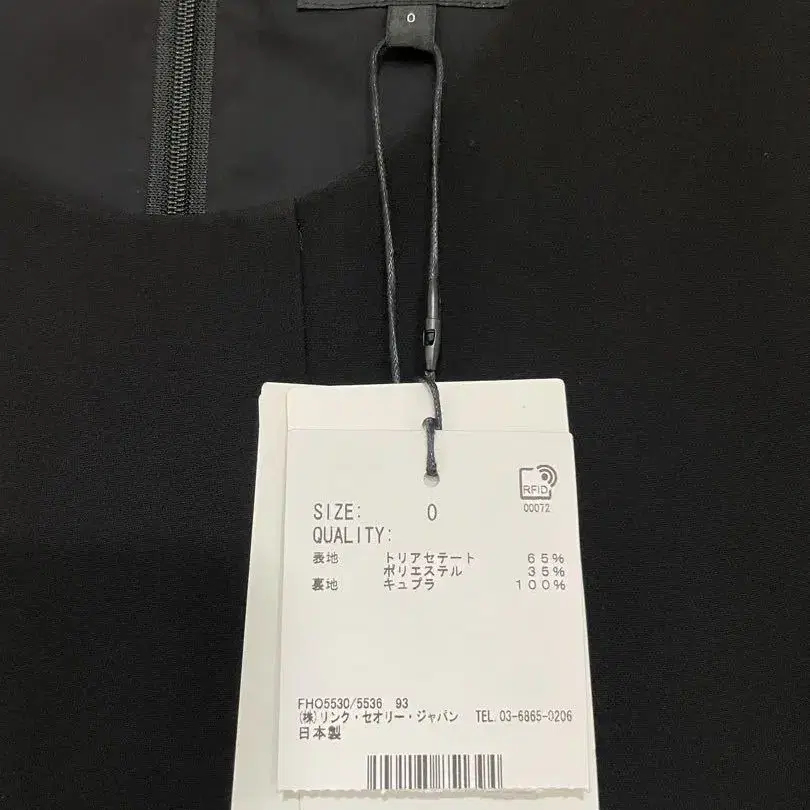 0
RFID
00072
SIZE: 0
QUALITY:
表地 トリアセテート 65%
ポリエステル 35%
裏地 キュプラ 100%
FHO5530/5536 93
(株)リンク・セオリー・ジャパン TEL.03-6865-0206
日本製